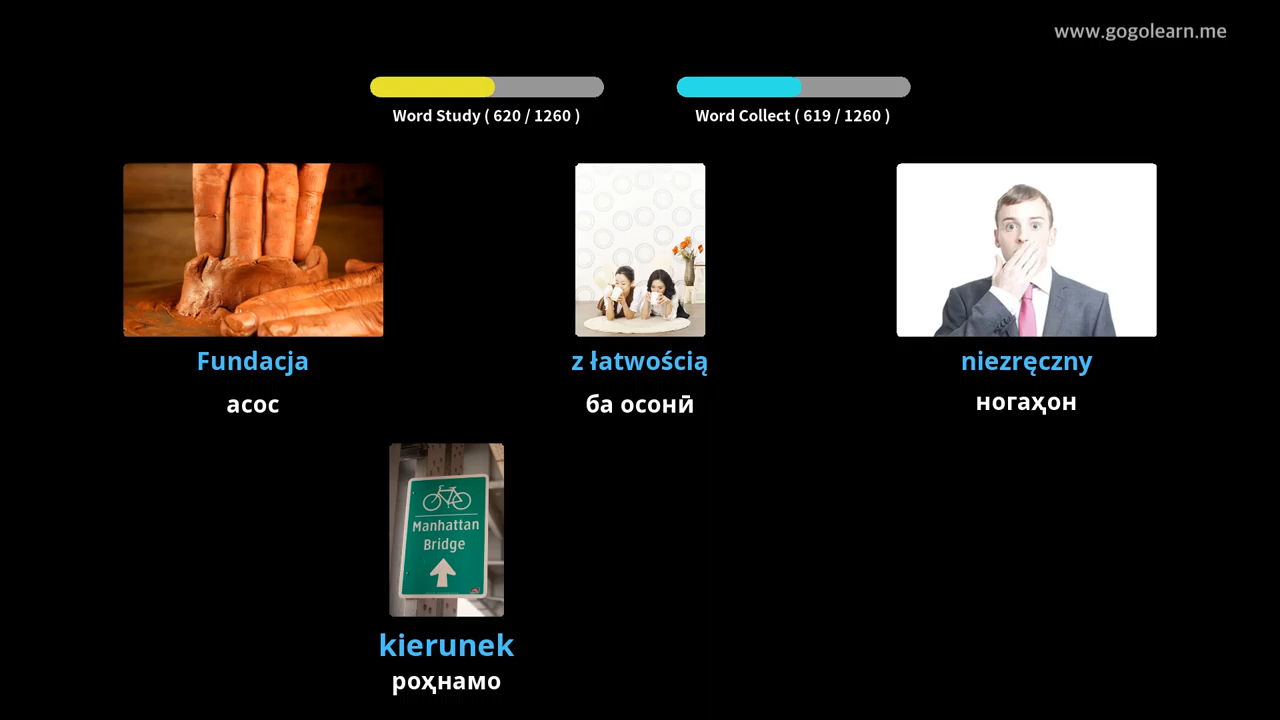 www.gogolearn.me
Word Study ( 620 / 1260 )
Word Collect ( 619 / 1260 )
Fundacja
асос
z łatwością
ба осонӣ
niezręczny
ногаҳон
Manhattan
Bridge
kierunek
роҳнамо